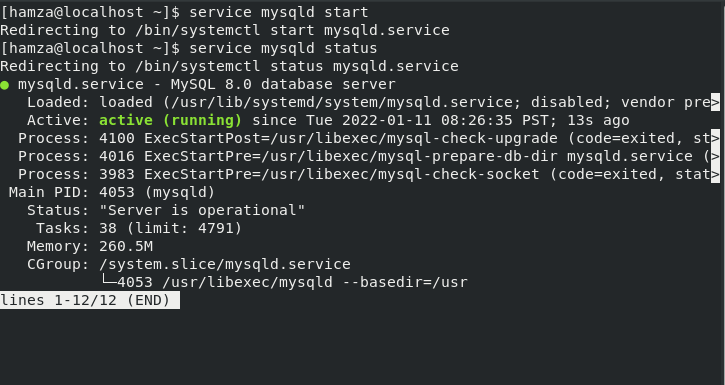 [hamza@localhost ~]$ service mysqld start
Redirecting to /bin/systemctl start mysqld.service
[hamza@localhost ~]$ service mysqld status
Redirecting to /bin/systemctl status mysqld.service
● mysqld.service - MySQL 8.0 database server
   Loaded: loaded (/usr/lib/systemd/system/mysqld.service; disabled; vendor pre>
   Active: active (running) since Tue 2022-01-11 08:26:35 PST; 13s ago
  Process: 4100 ExecStartPost=/usr/libexec/mysql-check-upgrade (code=exited, st>
  Process: 4016 ExecStartPre=/usr/libexec/mysql-prepare-db-dir mysqld.service (>
  Process: 3983 ExecStartPre=/usr/libexec/mysql-check-socket (code=exited, stat>
 Main PID: 4053 (mysqld)
   Status: "Server is operational"
    Tasks: 38 (limit: 4791)
   Memory: 260.5M
   CGroup: /system.slice/mysqld.service
           └─4053 /usr/libexec/mysqld --basedir=/usr
lines 1-12/12 (END)